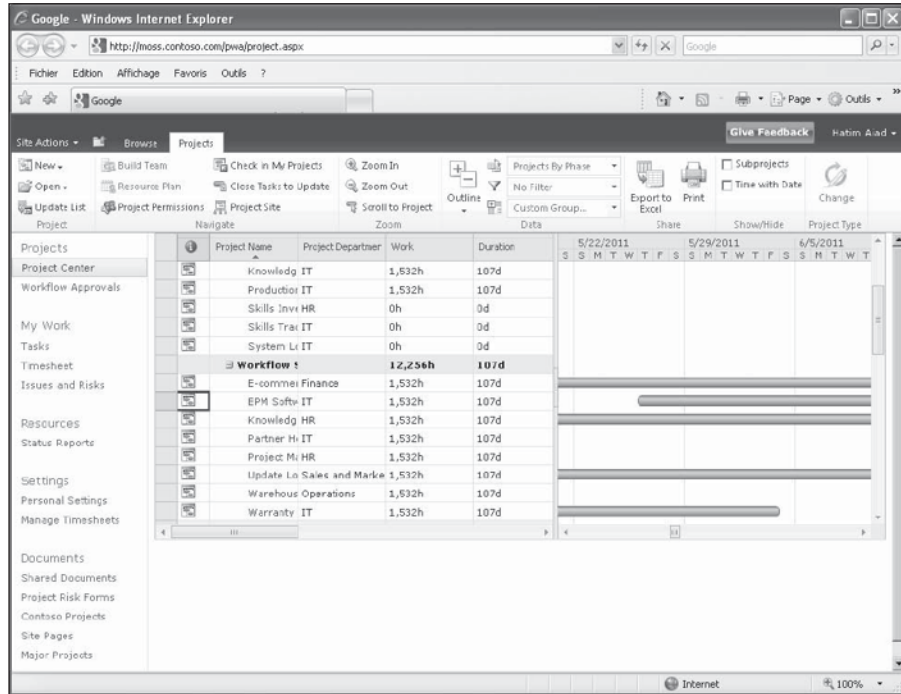 Google - Windows Internet Explorer
http://moss.contoso.com/pwa/project.aspx
Google
Fichier Edition Affichage Favoris Outils ?
Google
Page Outils
Site Actions Browse Projects Give Feedback Hatim Aiad
New Build Team Check in My Projects Zoom In Projects By Phase Subprojects
Open Resource Plan Close Tasks to Update Zoom Out No Filter Time with Date
Update List Project Permissions Project Site Scroll to Project Outline Custom Group... Export to Excel Print Change
Project Navigate Zoom Data Share Show/Hide Project Type
Projects
Project Center
Workflow Approvals
My Work
Tasks
Timesheet
Issues and Risks
Resources
Status Reports
Settings
Personal Settings
Manage Timesheets
Documents
Shared Documents
Project Risk Forms
Contoso Projects
Site Pages
Major Projects
Project Name Project Departmer Work Duration 5/22/2011 5/29/2011 6/5/2011
S S M T W T F S S M T W T F S S M T W T
Knowledg IT 1,532h 107d
Production IT 1,532h 107d
Skills Inve HR 0h 0d
Skills Trac IT 0h 0d
System Lo IT 0h 0d
Workflow S 12,256h 107d
E-commer Finance 1,532h 107d
EPM Softw IT 1,532h 107d
Knowledg HR 1,532h 107d
Partner Ho IT 1,532h 107d
Project Ma HR 1,532h 107d
Update Lo Sales and Marke 1,532h 107d
Warehous Operations 1,532h 107d
Warranty IT 1,532h 107d
Internet 100%